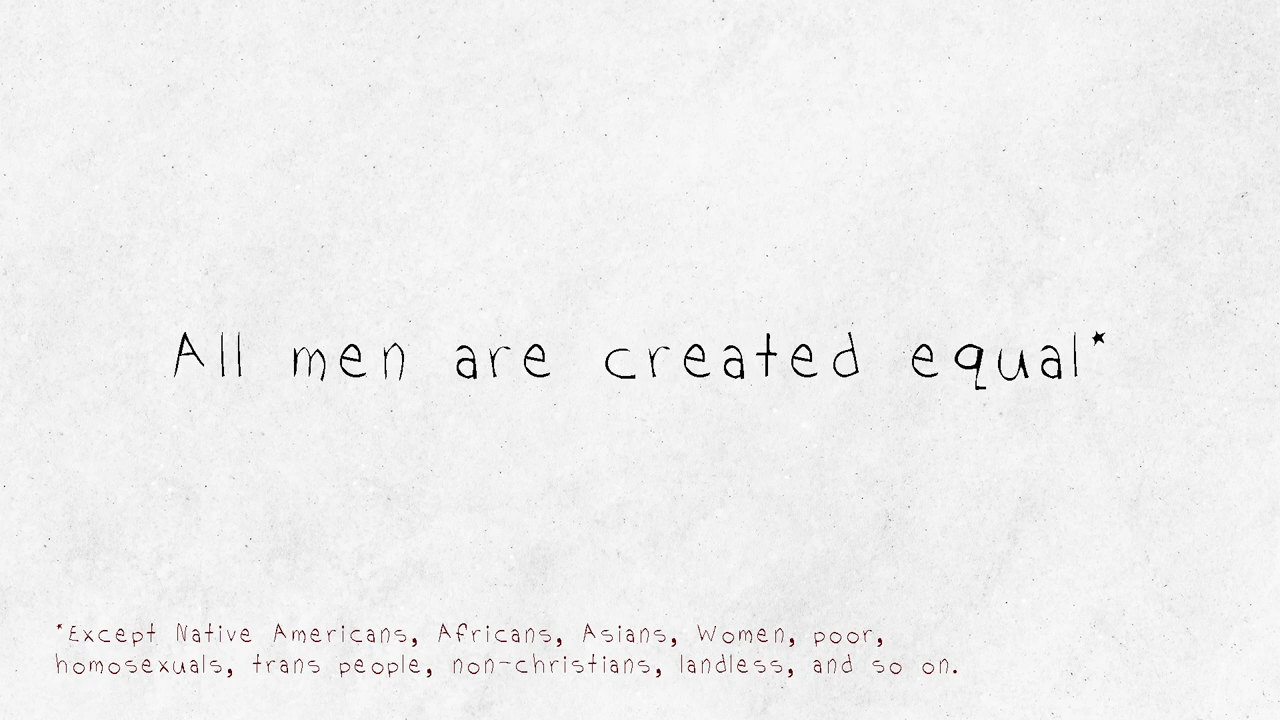 All men are created equal*
*Except Native Americans, Africans, Asians, Women, poor,
homosexuals, trans people, non-christians, landless, and so on.